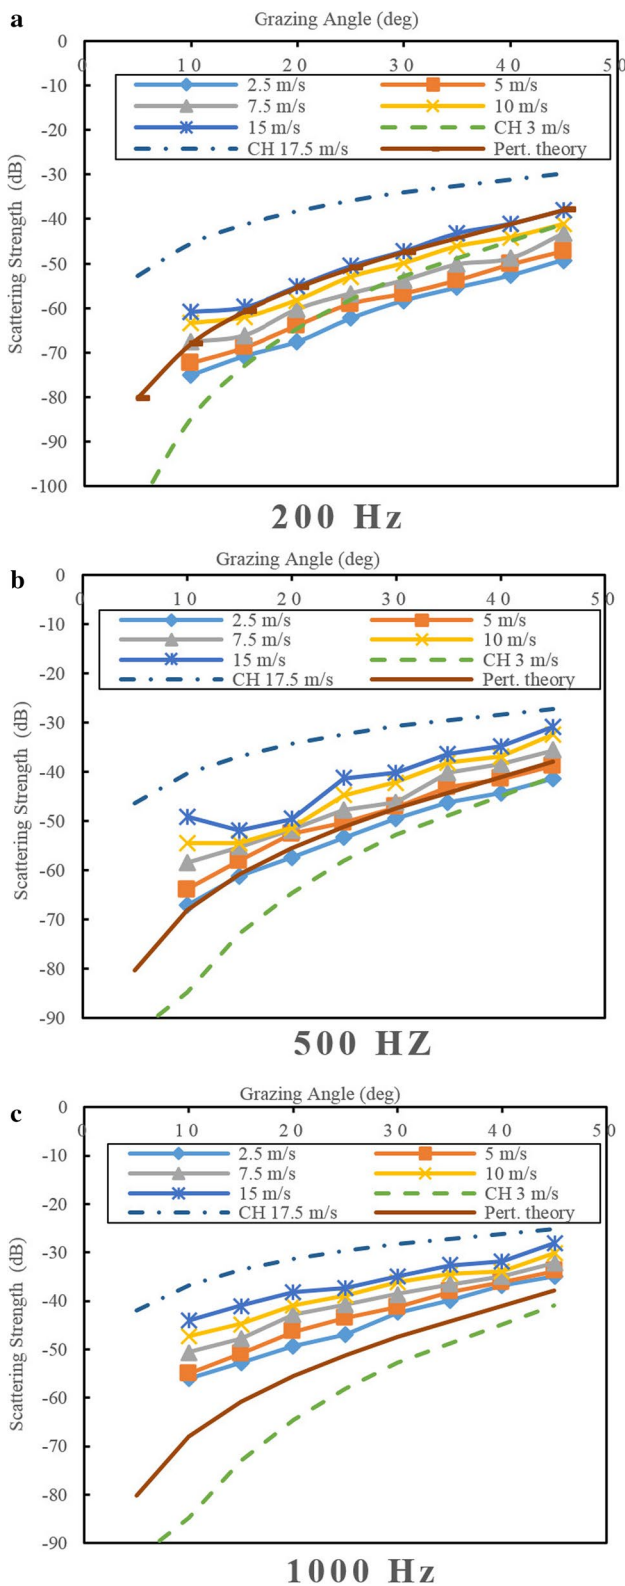 a
Grazing Angle (deg)
0
0 10 20 30 40 50
-10
2.5 m/s 5 m/s
7.5 m/s 10 m/s
15 m/s CH 3 m/s
CH 17.5 m/s Pert. theory
-20
-30
-40
-50
-60
-70
-80
-90
-100
Scattering Strength (dB)
200 Hz
b
Grazing Angle (deg)
0
0 10 20 30 40 50
-10
2.5 m/s 5 m/s
7.5 m/s 10 m/s
15 m/s CH 3 m/s
CH 17.5 m/s Pert. theory
-20
-30
-40
-50
-60
-70
-80
-90
Scattering Strength (dB)
500 HZ
c
Grazing Angle (deg)
0
0 10 20 30 40 50
-10
2.5 m/s 5 m/s
7.5 m/s 10 m/s
15 m/s CH 3 m/s
CH 17.5 m/s Pert. theory
-20
-30
-40
-50
-60
-70
-80
-90
Scattering Strength (dB)
1000 Hz